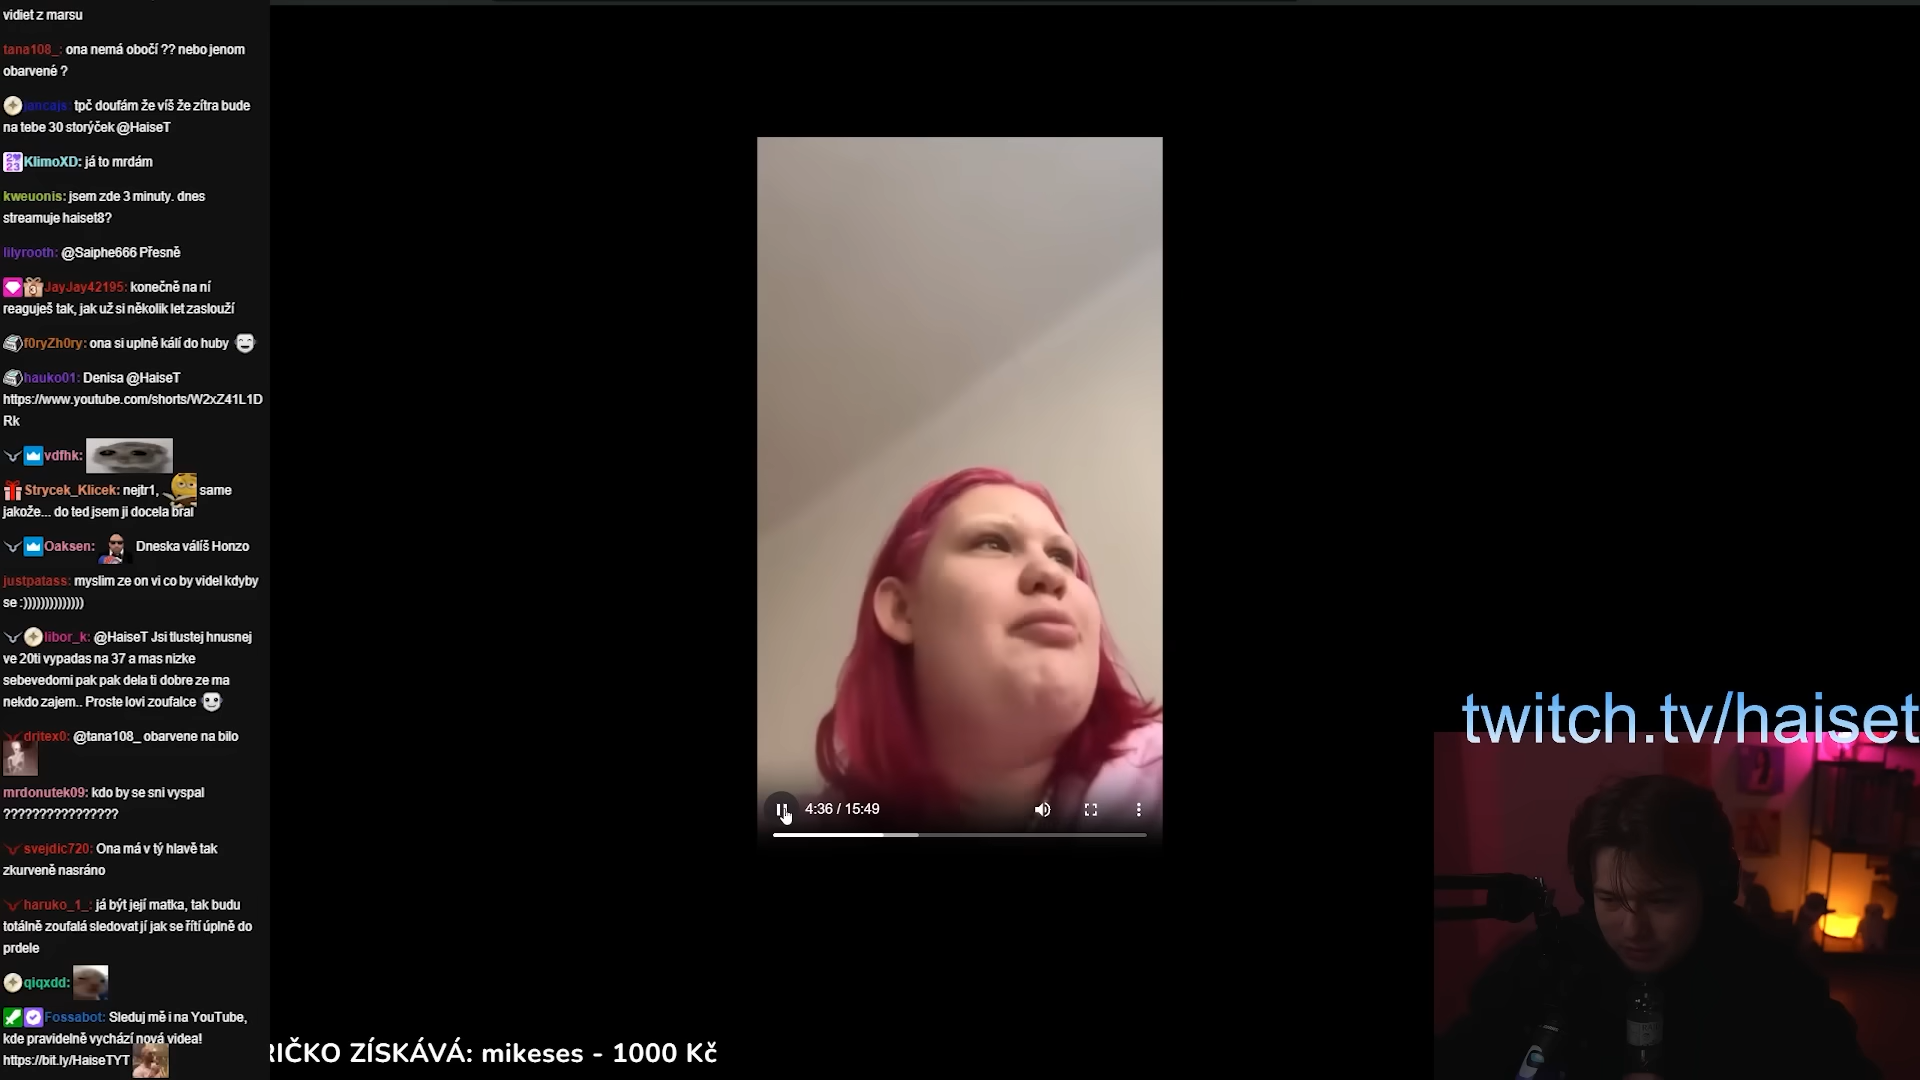 vidiet z marsu
tana108_: ona nemá obočí ?? nebo jenom
obarvené ?
jancajs: tpč doufám že víš že zítra bude
na tebe 30 storýček @HaiseT
KlimoXD: já to mrdám
kweuonis: jsem zde 3 minuty. dnes
streamuje haiset8?
lilyrooth: @Saiphe666 Přesně
JayJay42195: konečně na ní
reaguješ tak, jak už si několik let zaslouží
f0ryZh0ry: ona si uplně kálí do huby
hauko01: Denisa @HaiseT
https://www.youtube.com/shorts/W2xZ41L1D
Rk
vdfhk:
Strycek_Klicek: nejtr1, same
jakože... do ted jsem ji docela bral
Oaksen: Dneska válíš Honzo
justpatass: myslim ze on vi co by videl kdyby
se :))))))))))))))
libor_k: @HaiseT Jsi tlustej hnusnej
ve 20ti vypadas na 37 a mas nizke
sebevedomi pak pak dela ti dobre ze ma
nekdo zajem.. Proste lovi zoufalce
dritex0: @tana108_ obarvene na bilo
mrdonutek09: kdo by se sni vyspal
????????????????
svejdic720: Ona má v tý hlavě tak
zkurveně nasráno
haruko_1_: já být její matka, tak budu
totálně zoufalá sledovat jí jak se řítí úplně do
prdele
qiqxdd:
Fossabot: Sleduj mě i na YouTube,
kde pravidelně vychází nová videa!
https://bit.ly/HaiseTYT
4:36 / 15:49
twitch.tv/haiset
RIČKO ZÍSKÁVÁ: mikeses - 1000 Kč